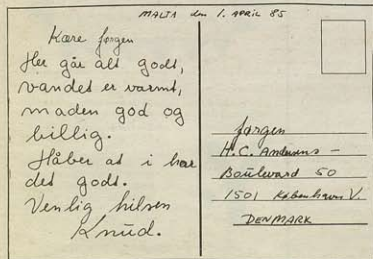 MALTA den 1. APRIL 85
Kære Jørgen
Her går alt godt,
vandet er varmt,
maden god og
billig.
Håber at i har
det godt.
Venlig hilsen
Knud.
Jørgen
H.C. Andersens -
Boulevard 50
1501 København V.
DENMARK